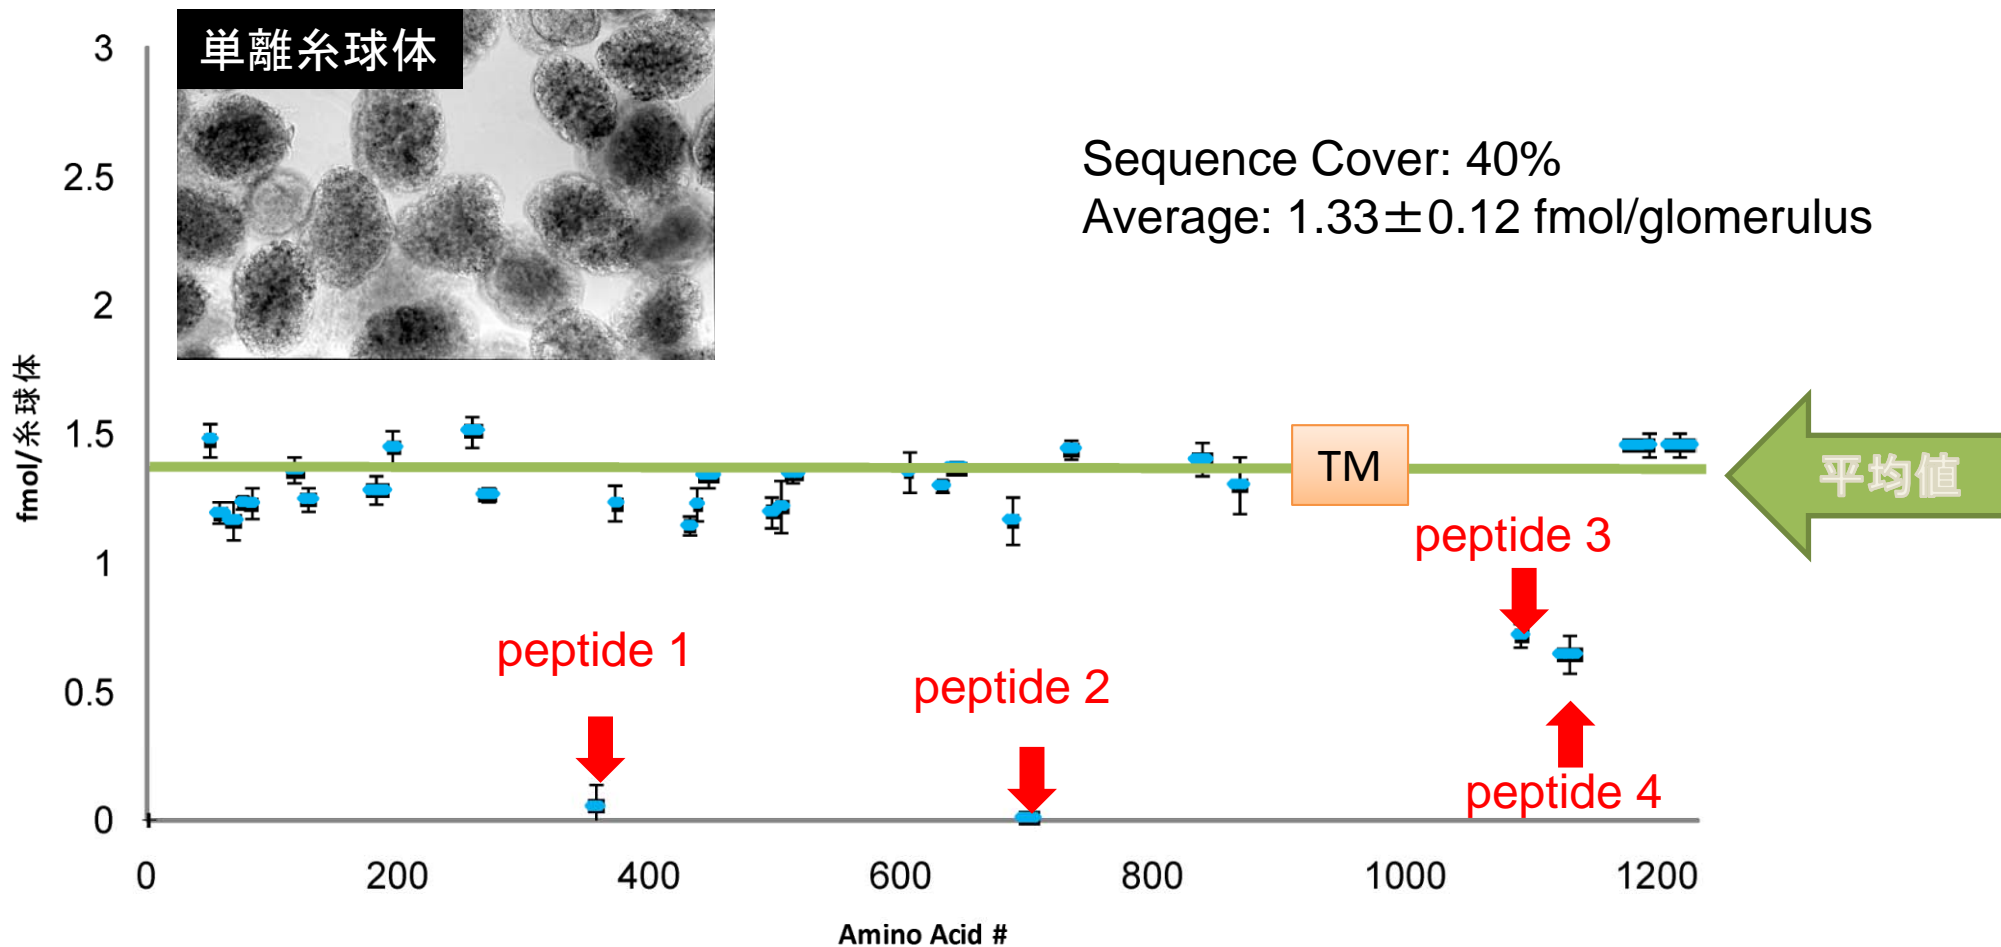 単離糸球体
Sequence Cover: 40%
Average: 1.33±0.12 fmol/glomerulus
fmol/糸球体
3
2.5
2
1.5
1
0.5
0
TM
平均値
peptide 3
peptide 1
peptide 2
peptide 4
0 200 400 600 800 1000 1200
Amino Acid #